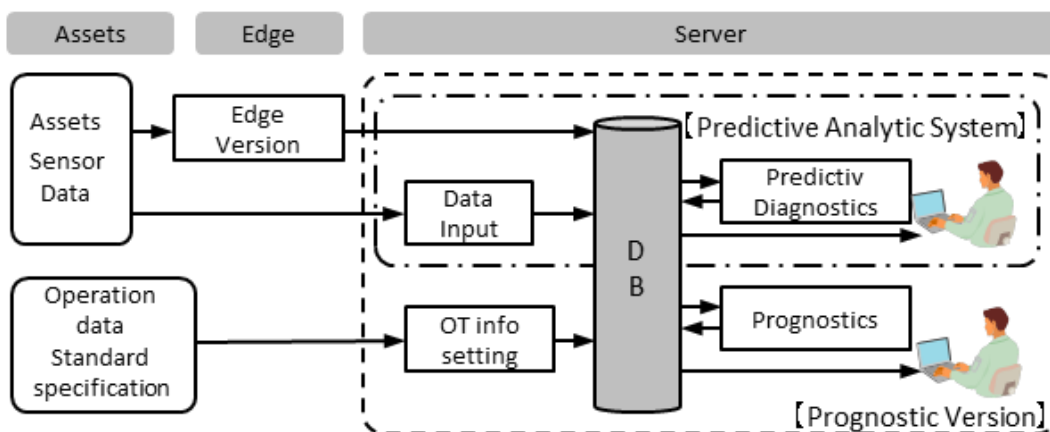 Assets
Edge
Server
Assets
Sensor
Data
Edge
Version
【Predictive Analytic System】
Data
Input
Predictiv
Diagnostics
D
B
Operation
data
Standard
specification
OT info
setting
Prognostics
【Prognostic Version】